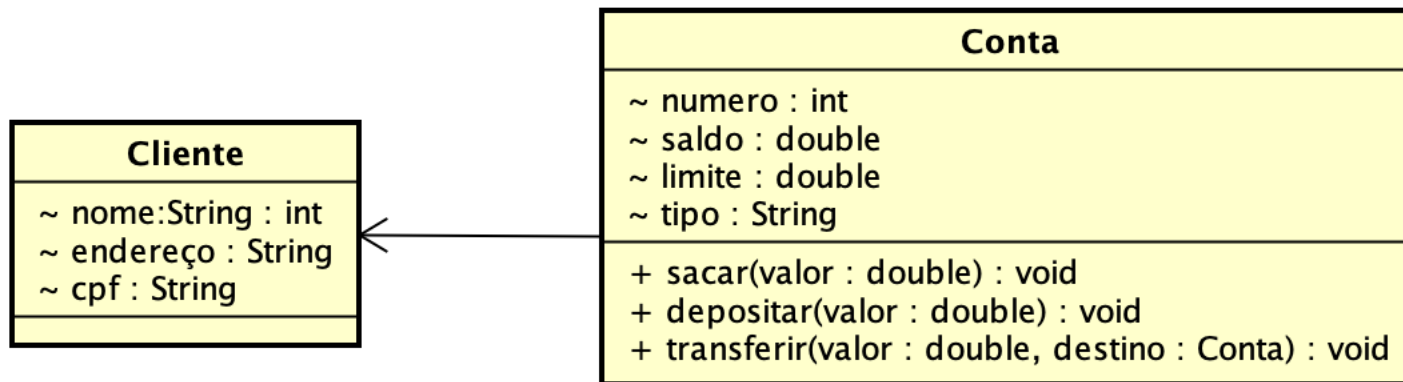 Cliente
~ nome:String : int
~ endereço : String
~ cpf : String
Conta
~ numero : int
~ saldo : double
~ limite : double
~ tipo : String
+ sacar(valor : double) : void
+ depositar(valor : double) : void
+ transferir(valor : double, destino : Conta) : void